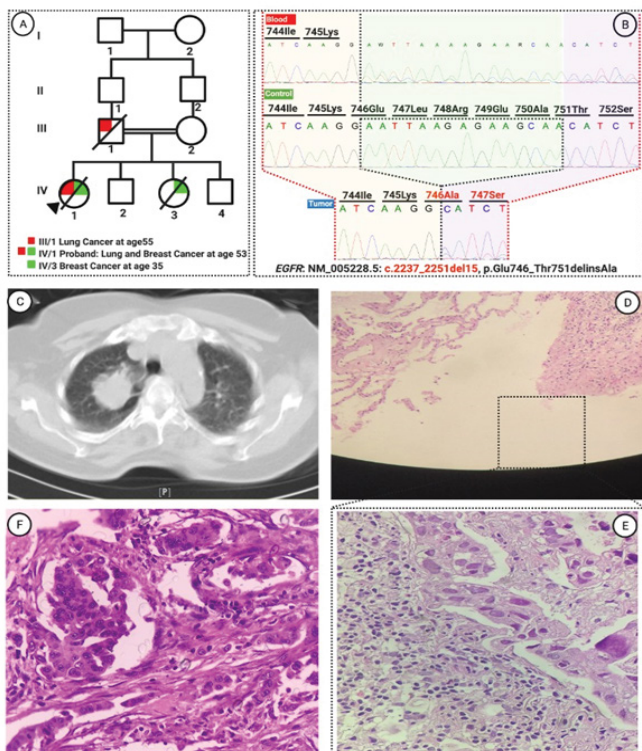 A
I
1
2
II
1
2
III
1
2
IV
1
2
3
4
III/1 Lung Cancer at age55
IV/1 Proband: Lung and Breast Cancer at age 53
IV/3 Breast Cancer at age 35
B
Blood
744Ile 745Lys
Control
744Ile 745Lys 746Glu 747Leu 748Arg 749Glu 750Ala 751Thr 752Ser
A T C A A G G A A T T A A G A G A A G C A A C A T C T
744Ile 745Lys 746Ala 747Ser
Tumor
A T C A A G G C A T C T
EGFR: NM_005228.5: c.2237_2251del15, p.Glu746_Thr751delinsAla
C
[P]
D
F
E